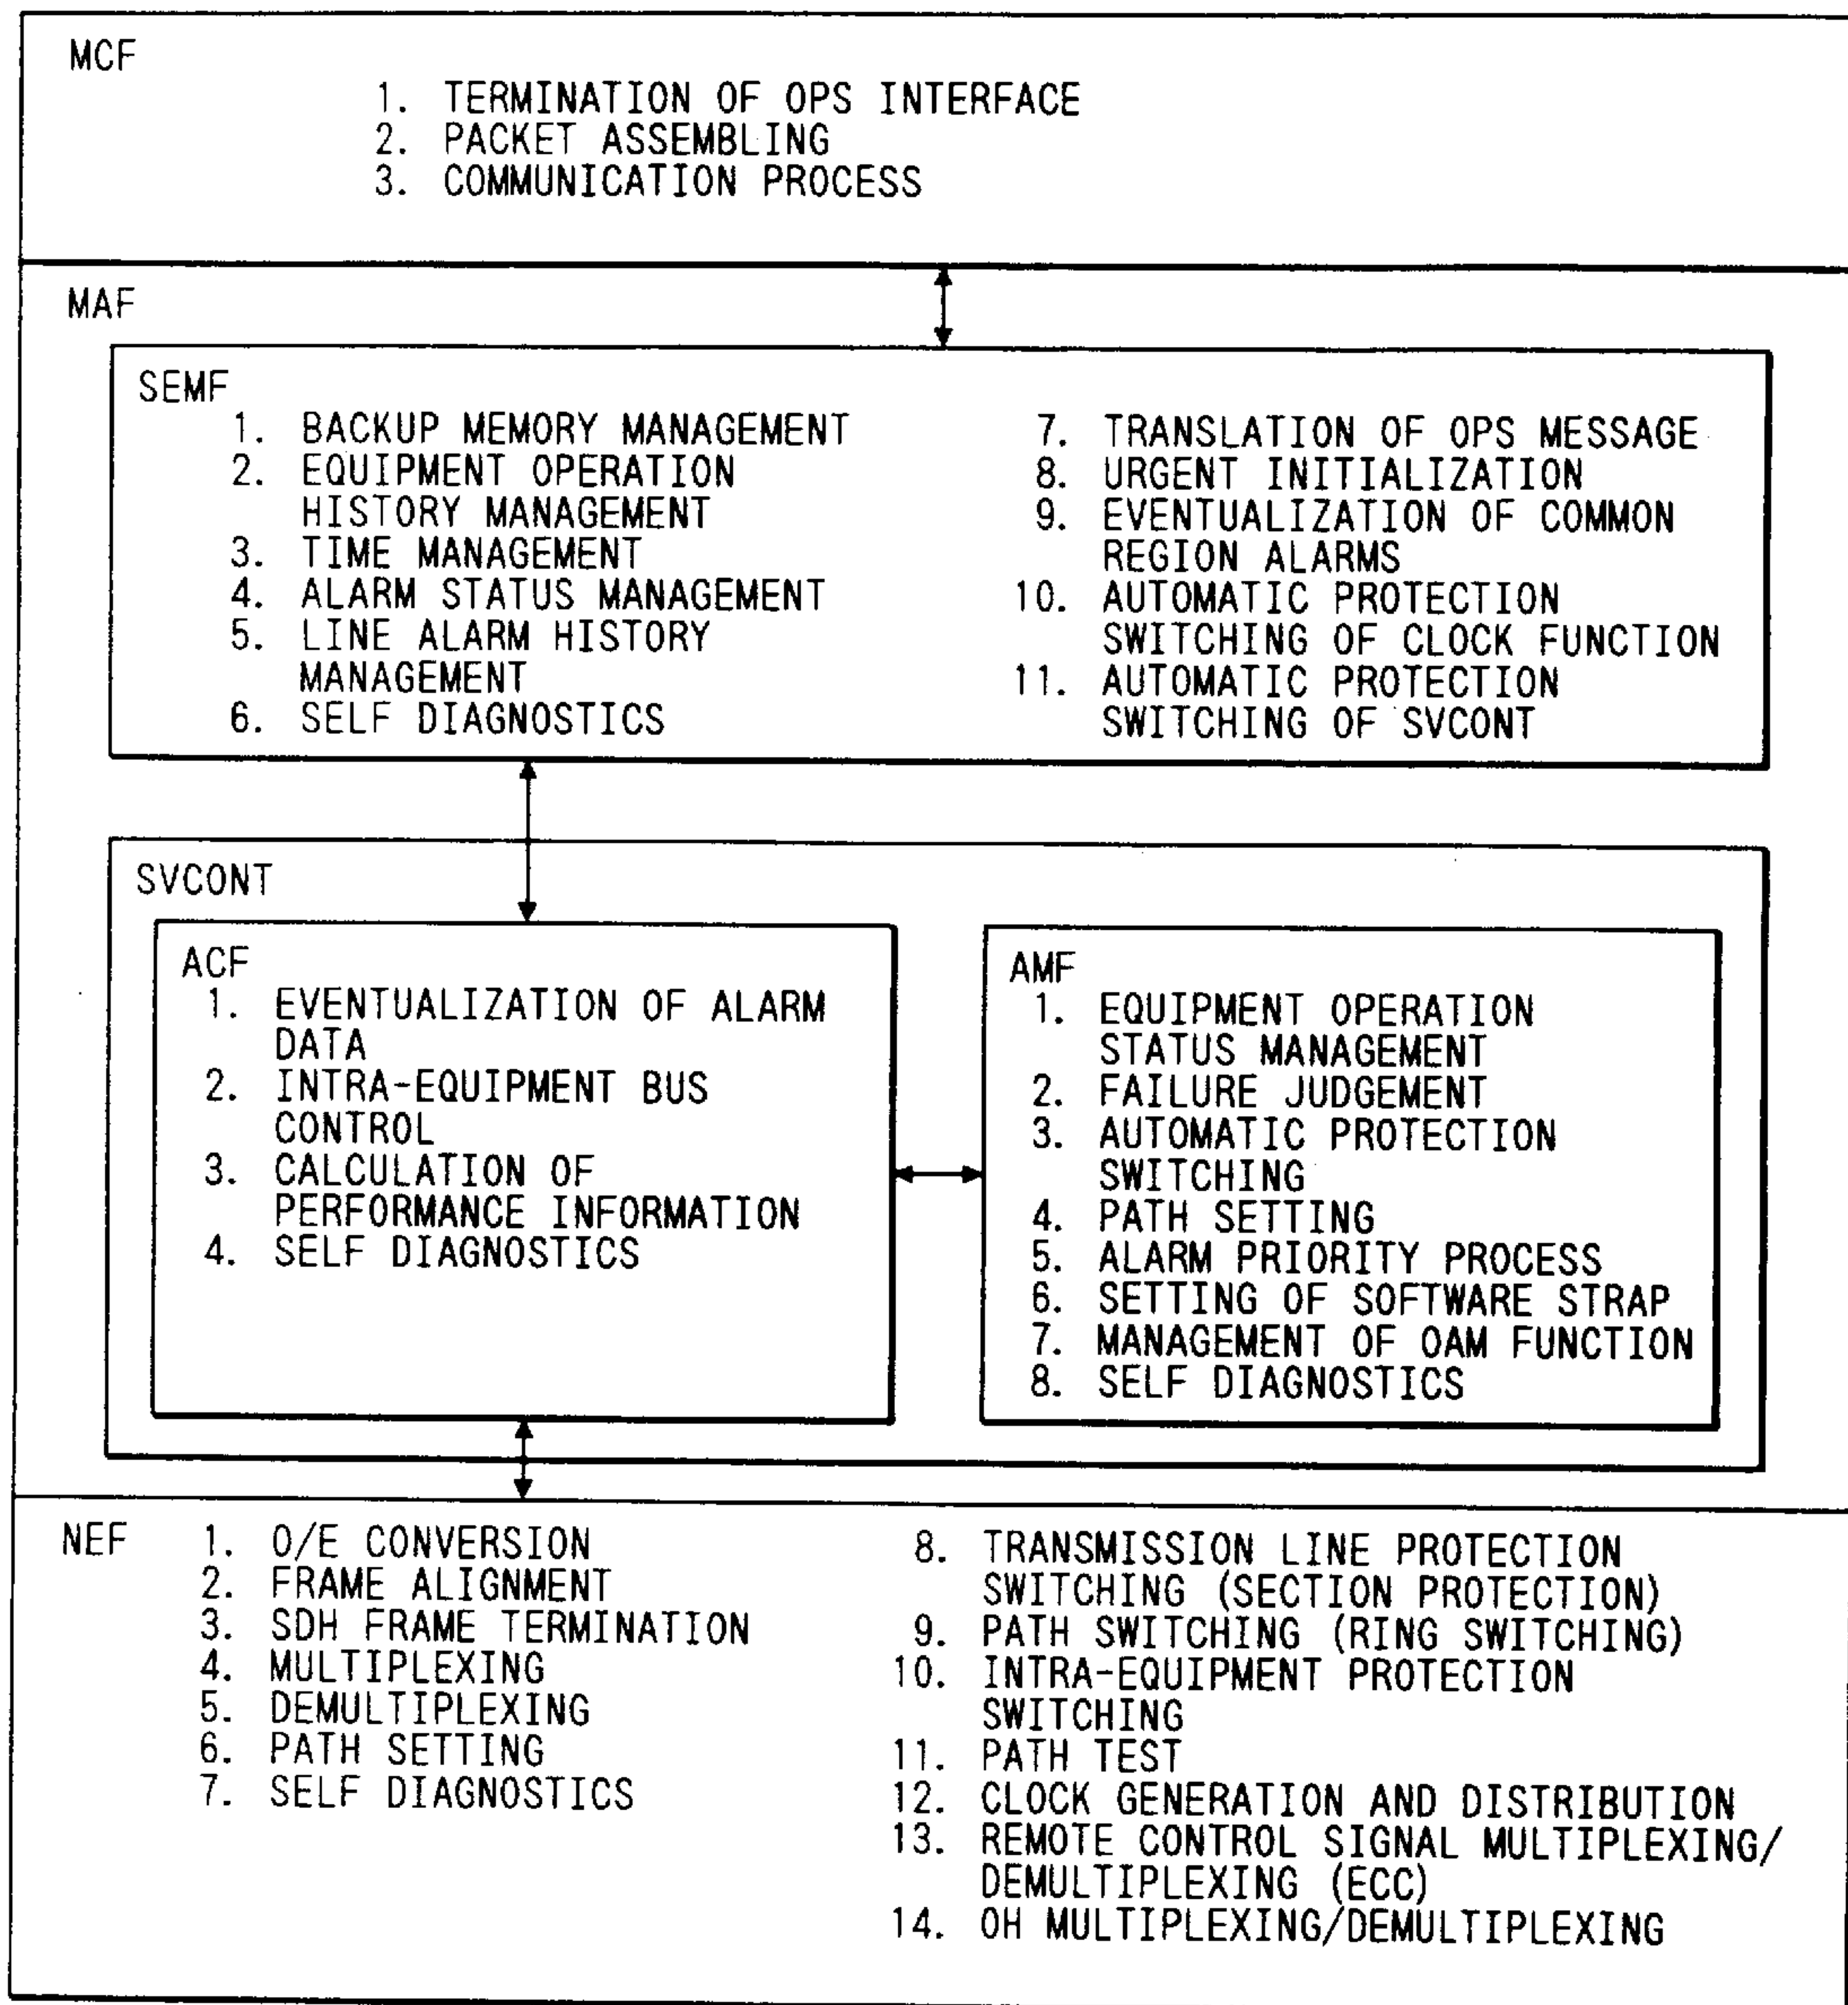 MCF
1. TERMINATION OF OPS INTERFACE
2. PACKET ASSEMBLING
3. COMMUNICATION PROCESS
MAF
SEMF
1. BACKUP MEMORY MANAGEMENT
2. EQUIPMENT OPERATION
HISTORY MANAGEMENT
3. TIME MANAGEMENT
4. ALARM STATUS MANAGEMENT
5. LINE ALARM HISTORY
MANAGEMENT
6. SELF DIAGNOSTICS
7. TRANSLATION OF OPS MESSAGE
8. URGENT INITIALIZATION
9. EVENTUALIZATION OF COMMON
REGION ALARMS
10. AUTOMATIC PROTECTION
SWITCHING OF CLOCK FUNCTION
11. AUTOMATIC PROTECTION
SWITCHING OF SVCONT
SVCONT
ACF
1. EVENTUALIZATION OF ALARM
DATA
2. INTRA-EQUIPMENT BUS
CONTROL
3. CALCULATION OF
PERFORMANCE INFORMATION
4. SELF DIAGNOSTICS
AMF
1. EQUIPMENT OPERATION
STATUS MANAGEMENT
2. FAILURE JUDGEMENT
3. AUTOMATIC PROTECTION
SWITCHING
4. PATH SETTING
5. ALARM PRIORITY PROCESS
6. SETTING OF SOFTWARE STRAP
7. MANAGEMENT OF OAM FUNCTION
8. SELF DIAGNOSTICS
NEF
1. O/E CONVERSION
2. FRAME ALIGNMENT
3. SDH FRAME TERMINATION
4. MULTIPLEXING
5. DEMULTIPLEXING
6. PATH SETTING
7. SELF DIAGNOSTICS
8. TRANSMISSION LINE PROTECTION
SWITCHING (SECTION PROTECTION)
9. PATH SWITCHING (RING SWITCHING)
10. INTRA-EQUIPMENT PROTECTION
SWITCHING
11. PATH TEST
12. CLOCK GENERATION AND DISTRIBUTION
13. REMOTE CONTROL SIGNAL MULTIPLEXING/
DEMULTIPLEXING (ECC)
14. OH MULTIPLEXING/DEMULTIPLEXING